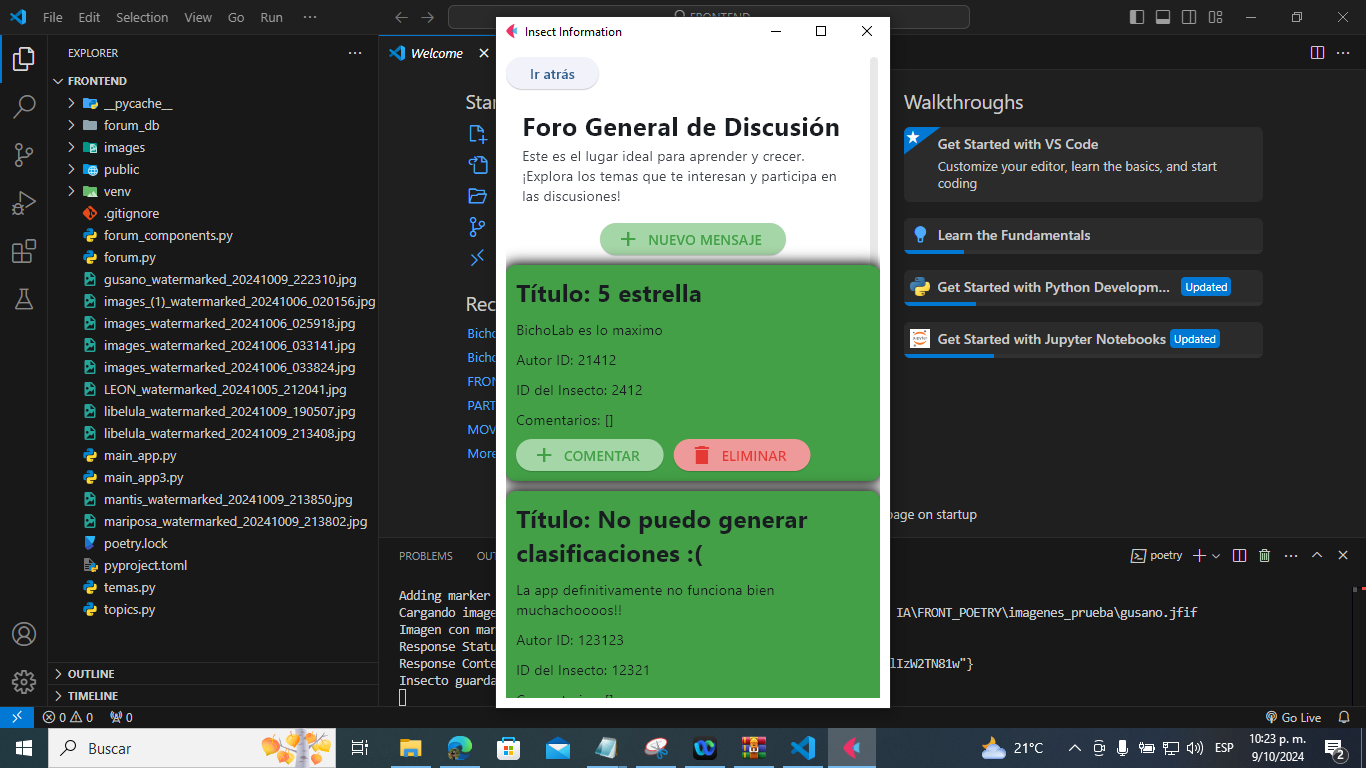 File Edit Selection View Go Run ···
FRONTEND
EXPLORER
FRONTEND
__pycache__
forum_db
images
public
venv
.gitignore
forum_components.py
forum.py
gusano_watermarked_20241009_222310.jpg
images_(1)_watermarked_20241006_020156.jpg
images_watermarked_20241006_025918.jpg
images_watermarked_20241006_033141.jpg
images_watermarked_20241006_033824.jpg
LEON_watermarked_20241005_212041.jpg
libelula_watermarked_20241009_190507.jpg
libelula_watermarked_20241009_213408.jpg
main_app.py
main_app3.py
mantis_watermarked_20241009_213850.jpg
mariposa_watermarked_20241009_213802.jpg
poetry.lock
pyproject.toml
temas.py
topics.py
OUTLINE
TIMELINE
Welcome
Insect Information
Ir atrás
Foro General de Discusión
Este es el lugar ideal para aprender y crecer.
¡Explora los temas que te interesan y participa en
las discusiones!
NUEVO MENSAJE
Título: 5 estrella
BichoLab es lo maximo
Autor ID: 21412
ID del Insecto: 2412
Comentarios: []
COMENTAR ELIMINAR
Título: No puedo generar
clasificaciones :(
La app definitivamente no funciona bien
muchachoooos!!
Autor ID: 123123
ID del Insecto: 12321
Walkthroughs
Get Started with VS Code
Customize your editor, learn the basics, and start
coding
Learn the Fundamentals
Get Started with Python Developm... Updated
Get Started with Jupyter Notebooks Updated
page on startup
More
PROBLEMS
poetry
Adding marker
Cargando image
IA\FRONT_POETRY\imagenes_prueba\gusano.jfif
Imagen con mar
Response Statu
Response Conte
lIzW2TN81w"}
Insecto guarda
0 0 0
Go Live
Buscar
21°C
ESP
10:23 p. m.
9/10/2024
2